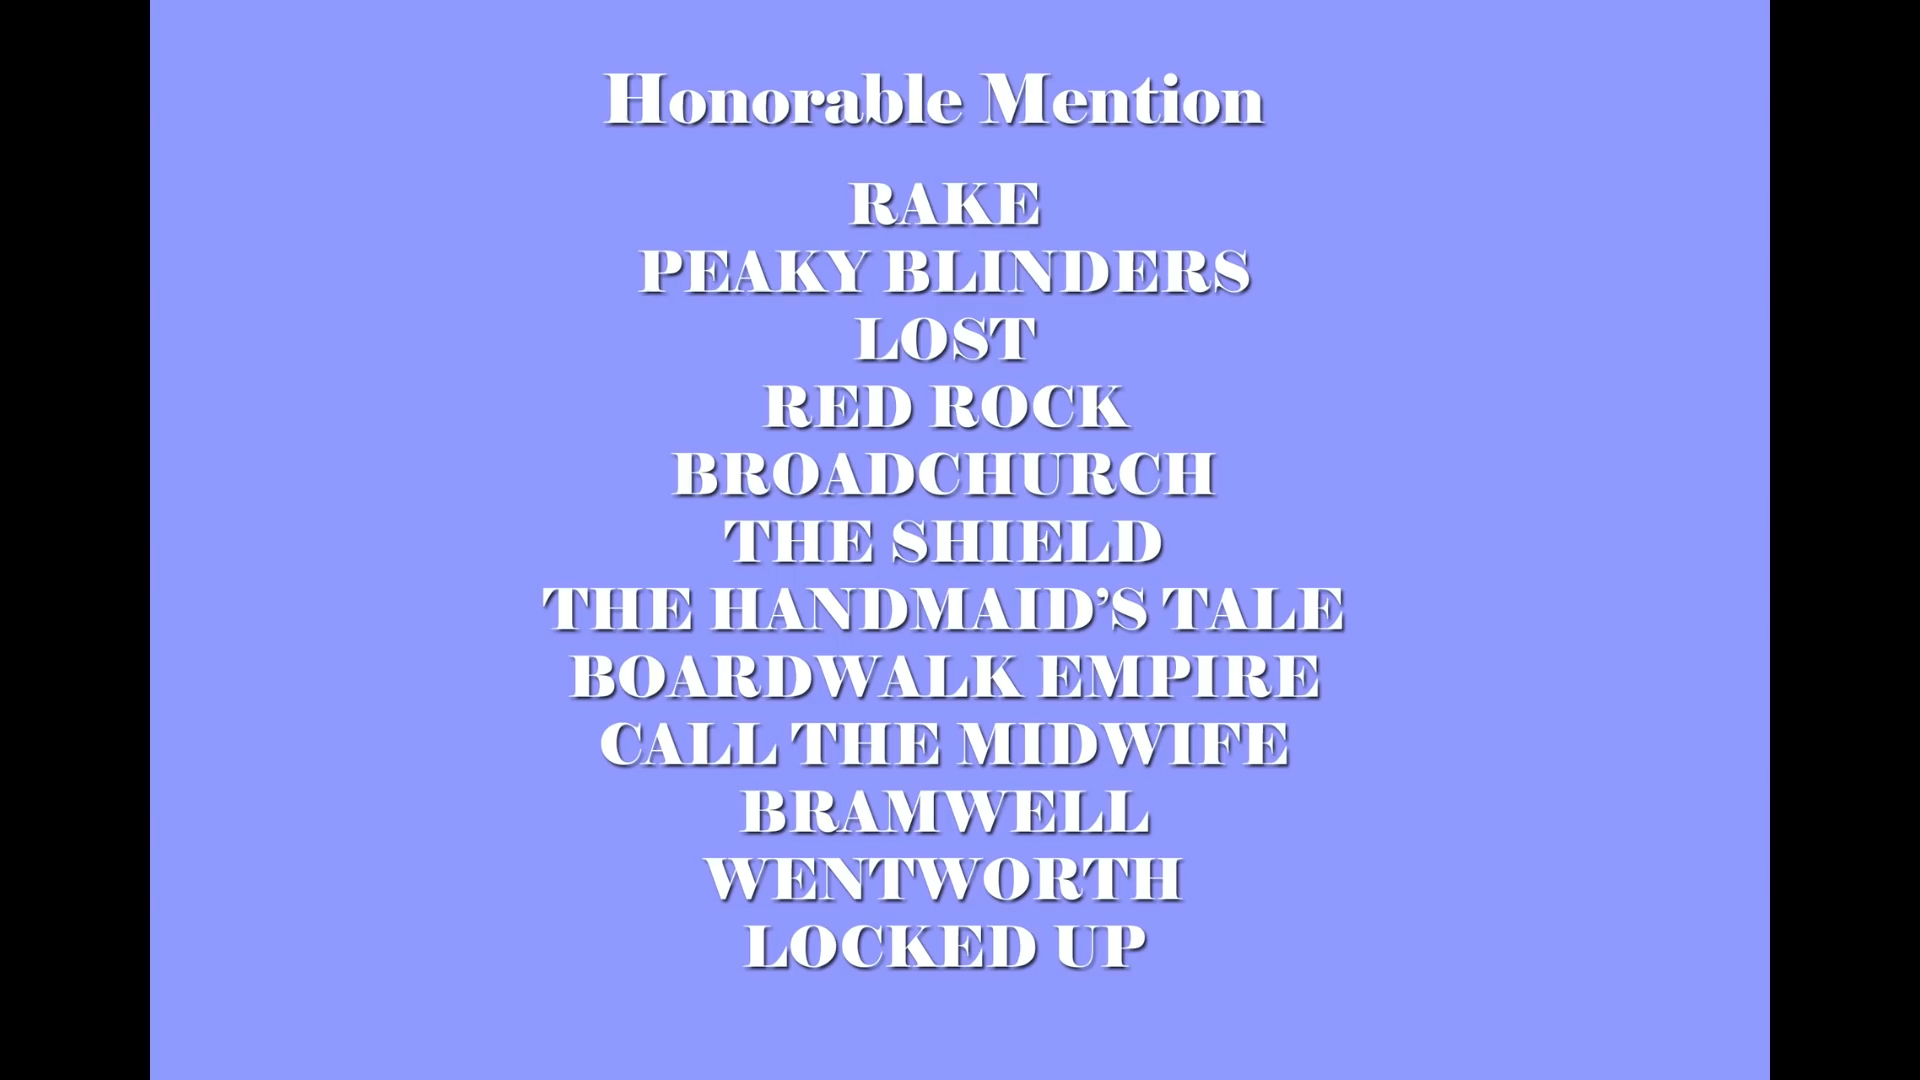 Honorable Mention
RAKE
PEAKY BLINDERS
LOST
RED ROCK
BROADCHURCH
THE SHIELD
THE HANDMAID’S TALE
BOARDWALK EMPIRE
CALL THE MIDWIFE
BRAMWELL
WENTWORTH
LOCKED UP